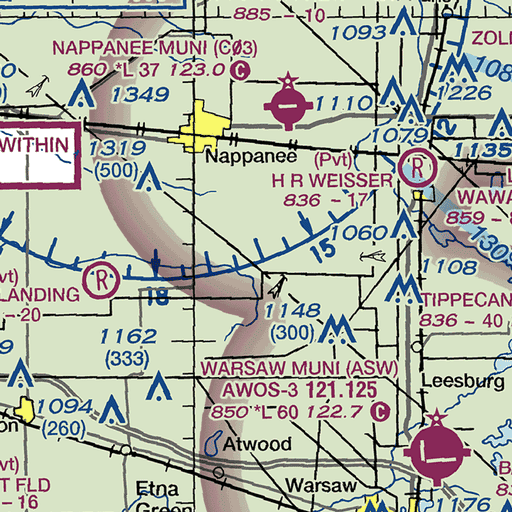 885 - 10
1093
NAPPANEE MUNI (C03)
860 *L 37 123.0 C
ZOL
108
1226
1349
1110
1079
WITHIN
1319
(500)
Nappanee
(Pvt)
H R WEISSER
836 - 17
R
1135
WAWA
859 -
1060
15
1309
1108
R
LANDING
- 20
18
1148
(300)
TIPPECAN
836 - 40
1162
(333)
WARSAW MUNI (ASW)
AWOS-3 121.125
850 *L 60 122.7 C
Leesburg
1094
(260)
Atwood
Etna
Green
Warsaw
T FLD
- 16
1176